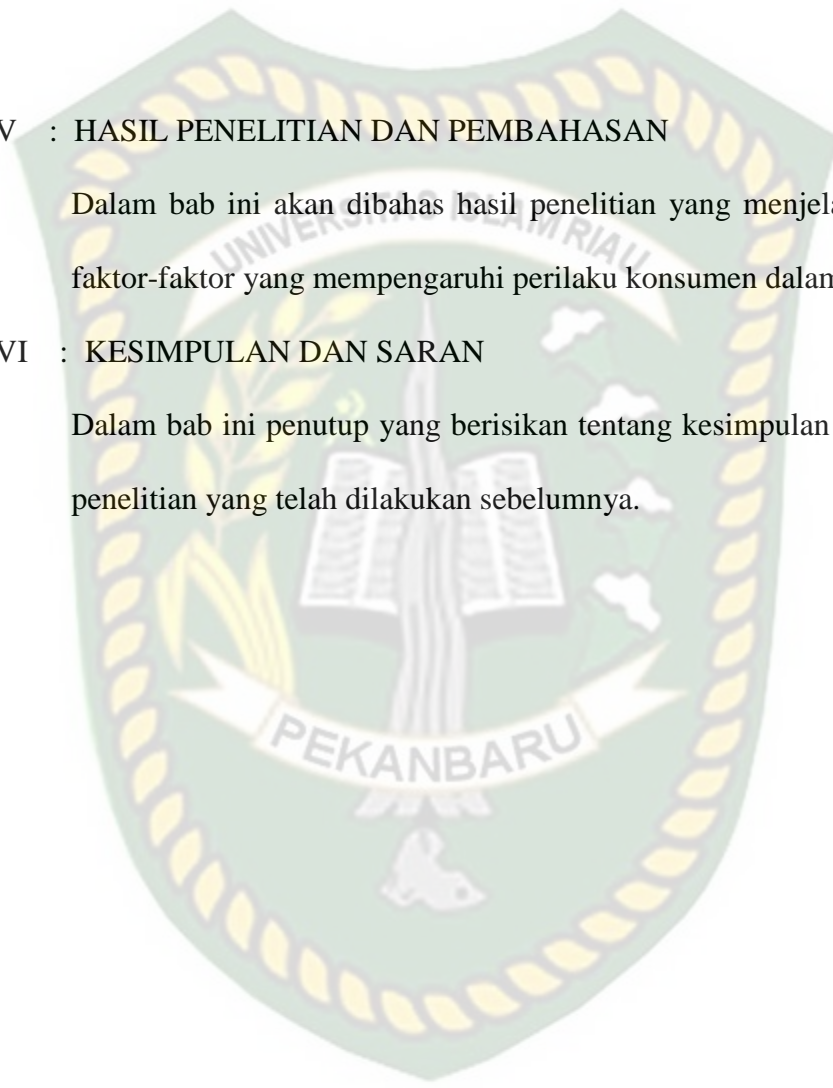 V : HASIL PENELITIAN DAN PEMBAHASAN
Dalam bab ini akan dibahas hasil penelitian yang
faktor-faktor yang mempengaruhi perilaku konsumen dalam
VI : KESIMPULAN DAN SARAN
Dalam bab ini penutup yang berisikan tentang kesimpulan
penelitian yang telah dilakukan sebelumnya.
UNIVERSITAS ISLAM RIAU
PEKANBARU